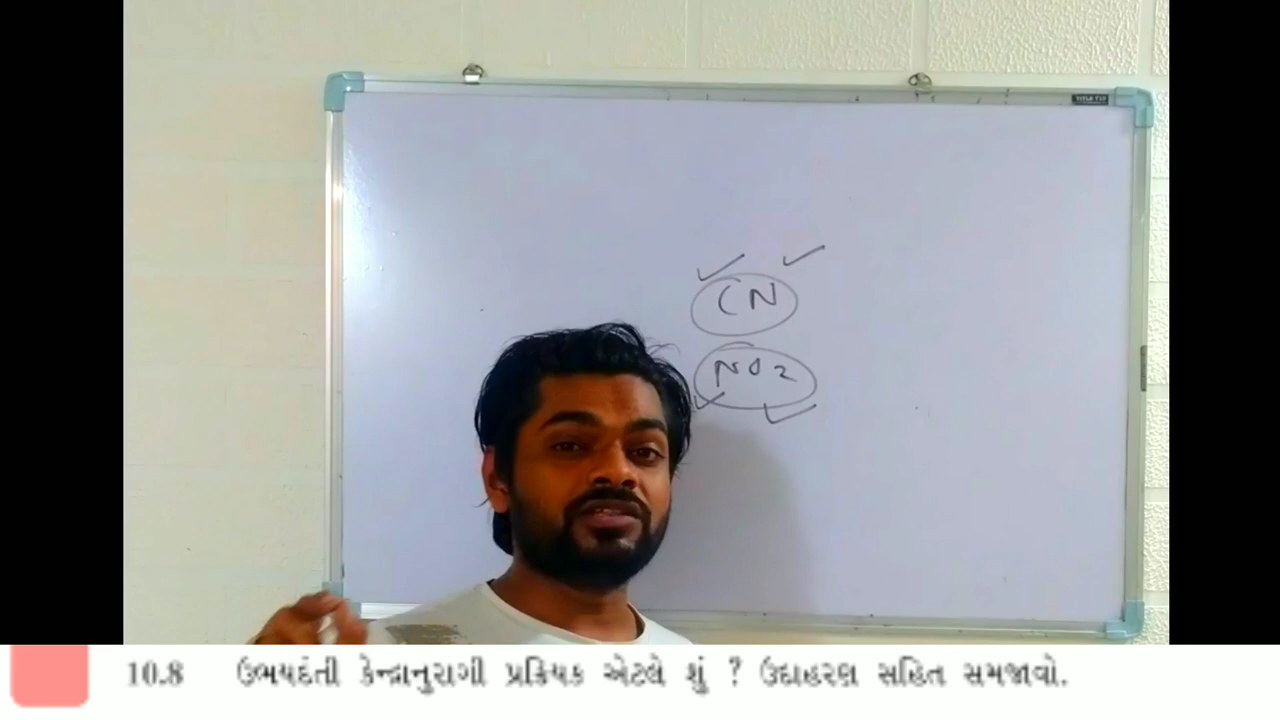 CN
NO2
10.8 ઉભયદંતી કેન્દ્રાનુરાગી પ્રક્રિયક એટલે શું ? ઉદાહરણ સહિત સમજાવો.